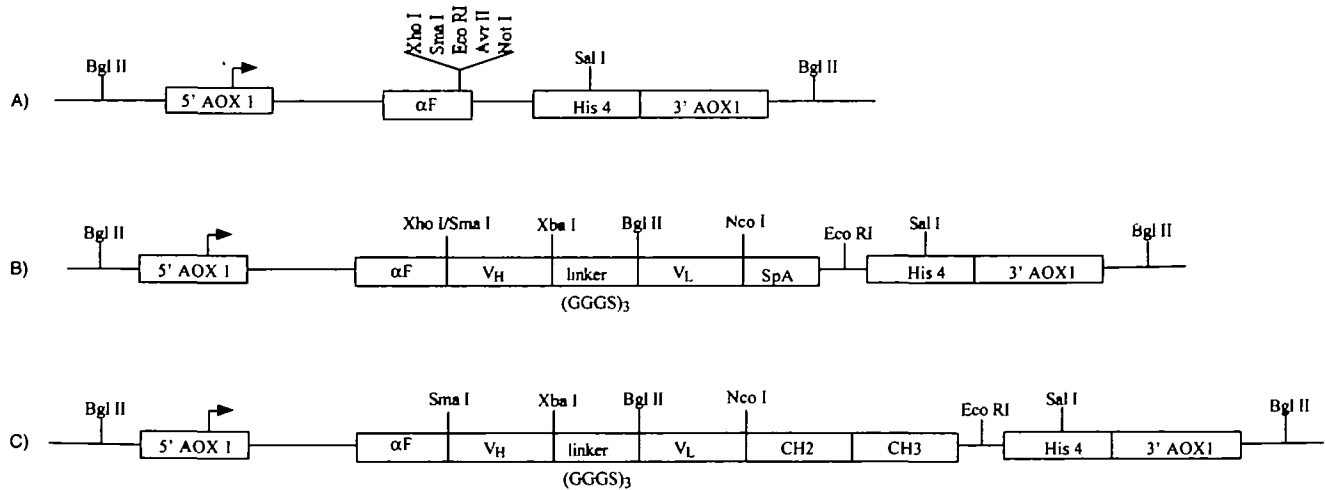 Xho I
Sma I
Eco RI
Avr II
Not I
A)
Bgl II
5' AOX 1
αF
Sal I
His 4
3' AOX1
Bgl II
B)
Bgl II
5' AOX 1
αF
Xho I/Sma I
VH
Xba I
linker
(GGGS)3
Bgl II
VL
Nco I
SpA
Eco RI
Sal I
His 4
3' AOX1
Bgl II
C)
Bgl II
5' AOX 1
αF
Sma I
VH
Xba I
linker
(GGGS)3
Bgl II
VL
Nco I
CH2
CH3
Eco RI
Sal I
His 4
3' AOX1
Bgl II